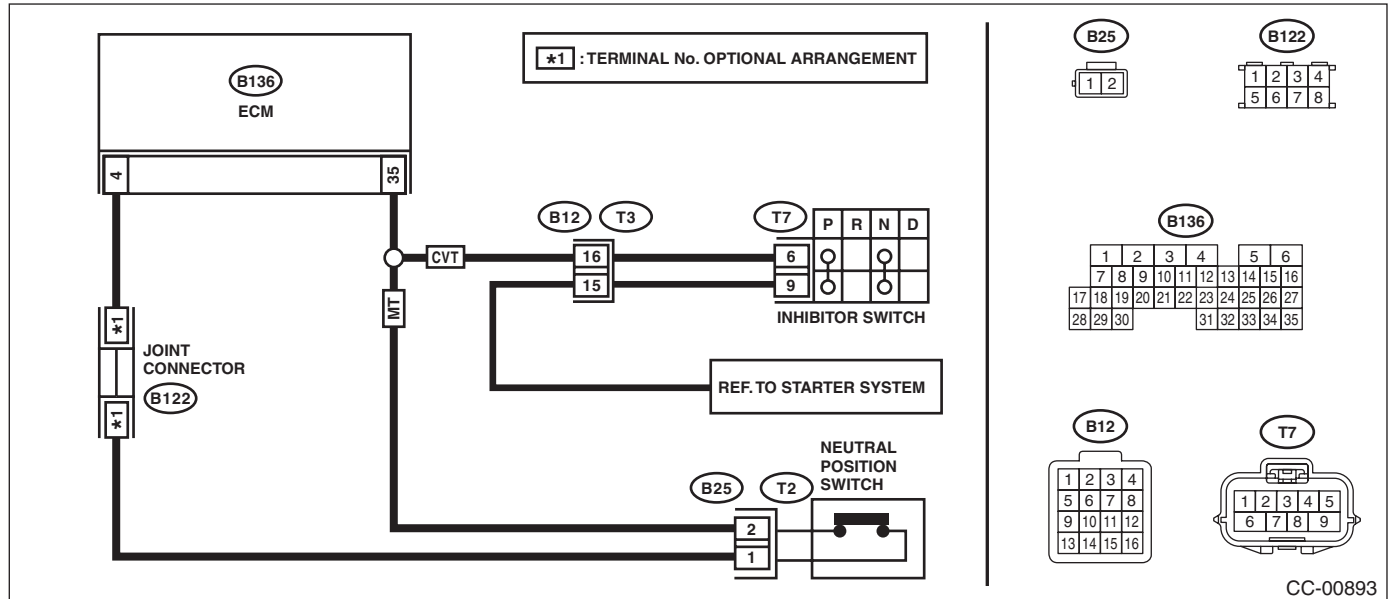 B136
ECM
4
35
*1 : TERMINAL No. OPTIONAL ARRANGEMENT
CVT
MT
B12 T3
16
15
T7
6
9
P R N D
INHIBITOR SWITCH
REF. TO STARTER SYSTEM
*1
JOINT
CONNECTOR
B122
*1
B25 T2
2
1
NEUTRAL
POSITION
SWITCH
B25
1 2
B122
1 2 3 4
5 6 7 8
B136
1 2 3 4 5 6
7 8 9 10 11 12 13 14 15 16
17 18 19 20 21 22 23 24 25 26 27
28 29 30 31 32 33 34 35
B12
1 2 3 4
5 6 7 8
9 10 11 12
13 14 15 16
T7
1 2 3 4 5
6 7 8 9
CC-00893